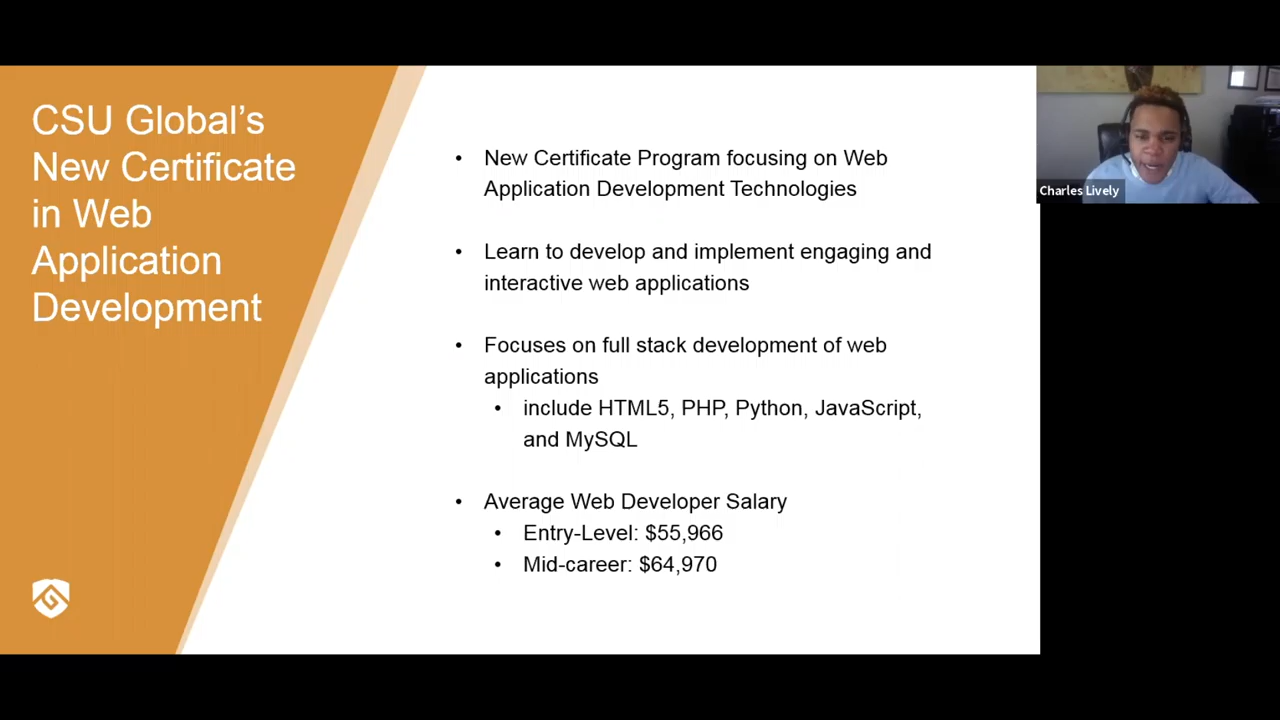 CSU Global’s
New Certificate
in Web
Application
Development
• New Certificate Program focusing on Web
Application Development Technologies
• Learn to develop and implement engaging and
interactive web applications
• Focuses on full stack development of web
applications
• include HTML5, PHP, Python, JavaScript,
and MySQL
• Average Web Developer Salary
• Entry-Level: $55,966
• Mid-career: $64,970
Charles Lively